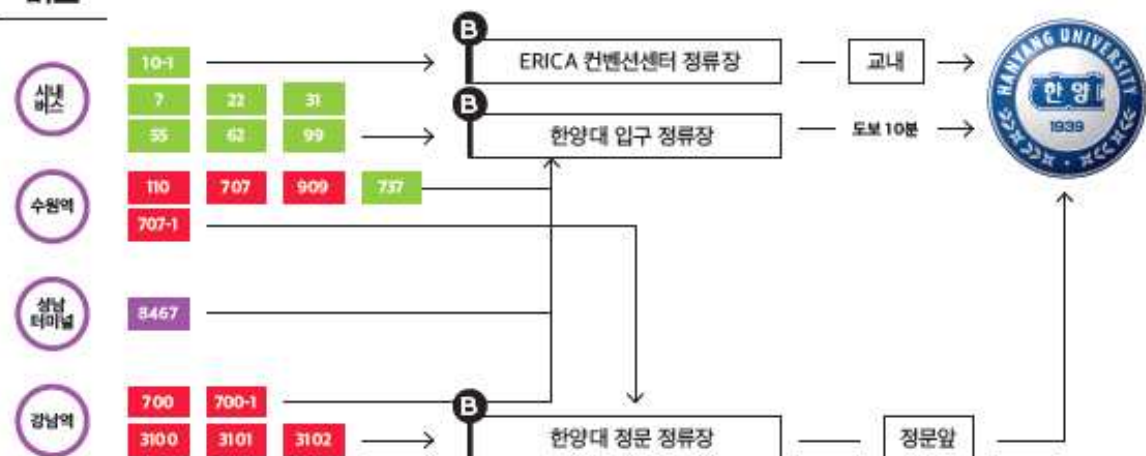 시내
버스
10-1
ERICA 컨벤션센터 정류장
교내
7 22 31
55 62 99
한양대 입구 정류장
도보 10분
HANYANG UNIVERSITY
한양
1939
수원역
110 707 909 737
707-1
성남
터미널
8467
강남역
700 700-1
3100 3101 3102
한양대 정문 정류장
정문앞
B
B
B